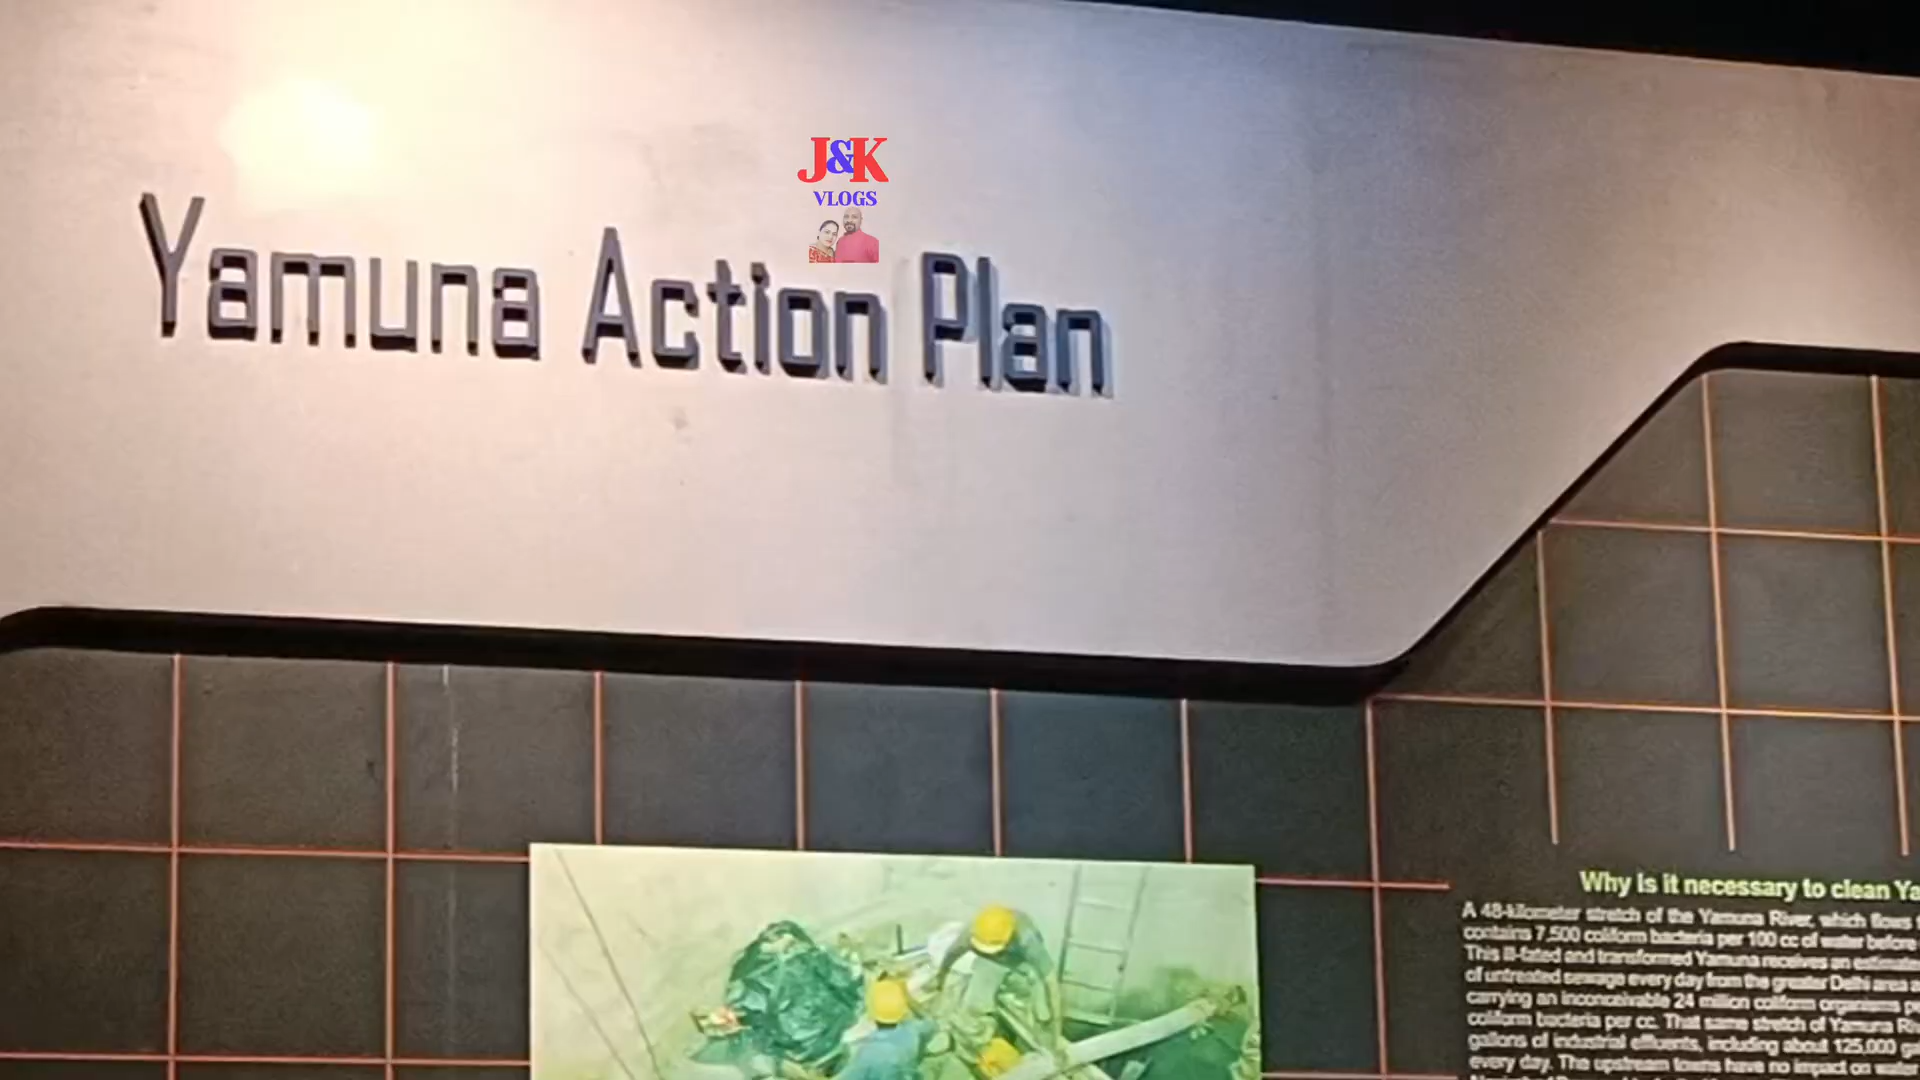 J&K
VLOGS
Yamuna Action Plan
Why is it necessary to clean Ya
A 48-kilometer stretch of the Yamuna River, which flows
contains 7,500 coliform bacteria per 100 cc of water before
This ill-fated and transformed Yamuna receives an estimated
of untreated sewage every day from the greater Delhi area
carrying an inconceivable 24 million coliform organisms
coliform bacteria per cc. That same stretch of Yamuna
gallons of industrial effluents, including about 125,000
every day. The upstream towns have no impact on water